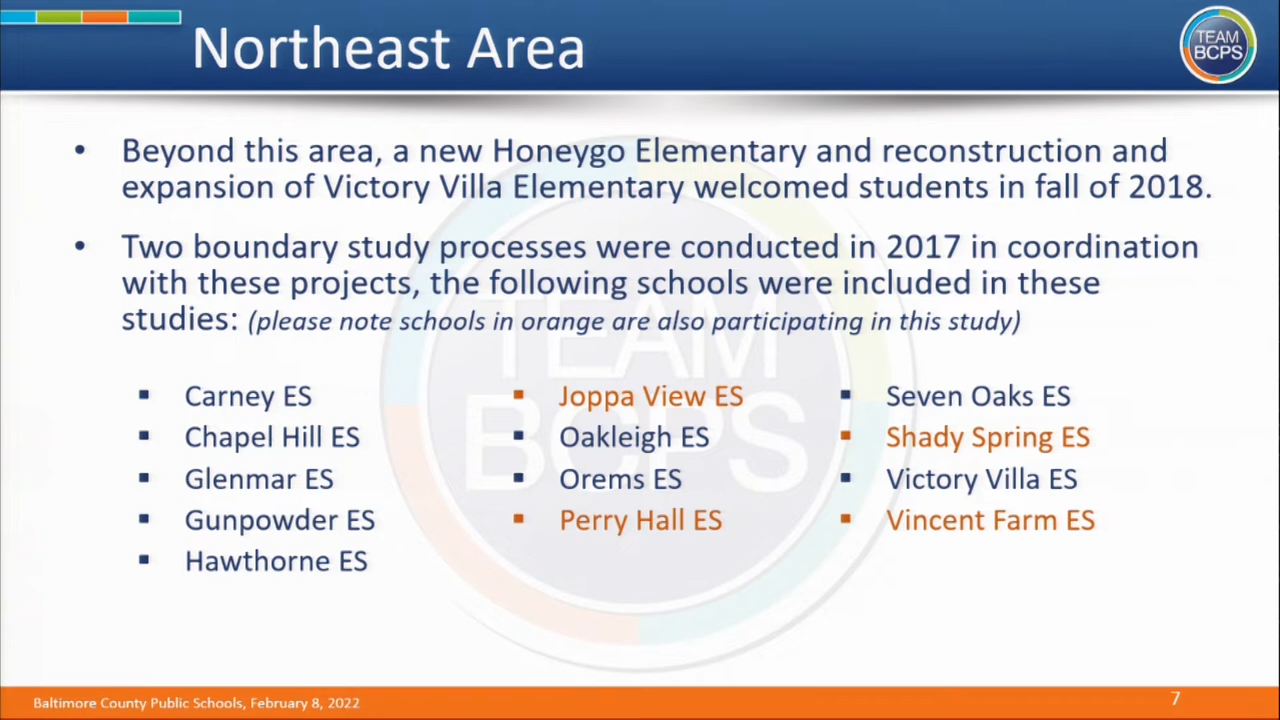 Northeast Area
TEAM
BCPS
• Beyond this area, a new Honeygo Elementary and reconstruction and
expansion of Victory Villa Elementary welcomed students in fall of 2018.
• Two boundary study processes were conducted in 2017 in coordination
with these projects, the following schools were included in these
studies: (please note schools in orange are also participating in this study)
▪ Carney ES
▪ Chapel Hill ES
▪ Glenmar ES
▪ Gunpowder ES
▪ Hawthorne ES
▪ Joppa View ES
▪ Oakleigh ES
▪ Orems ES
▪ Perry Hall ES
▪ Seven Oaks ES
▪ Shady Spring ES
▪ Victory Villa ES
▪ Vincent Farm ES
TEAM
BCPS
Baltimore County Public Schools, February 8, 2022
7